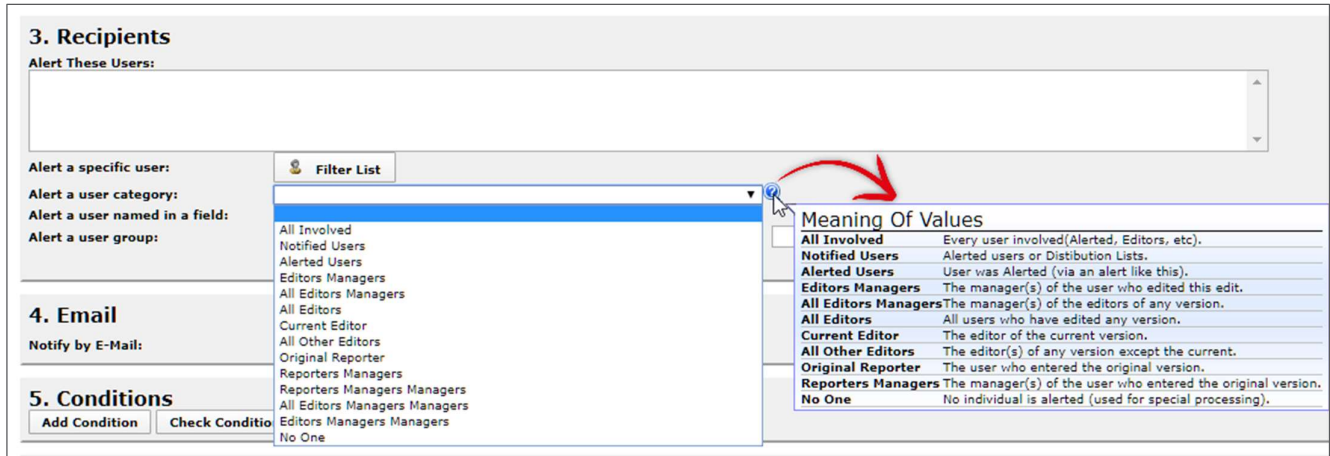 3. Recipients
Alert These Users:
Alert a specific user:
Filter List
Alert a user category:
Alert a user named in a field:
Alert a user group:
All Involved
Notified Users
Alerted Users
Editors Managers
All Editors Managers
All Editors
Current Editor
All Other Editors
Original Reporter
Reporters Managers
Reporters Managers Managers
All Editors Managers Managers
Editors Managers Managers
No One
Meaning Of Values
All Involved Every user involved(Alerted, Editors, etc).
Notified Users Alerted users or Distibution Lists.
Alerted Users User was Alerted (via an alert like this).
Editors Managers The manager(s) of the user who edited this edit.
All Editors Managers The manager(s) of the editors of any version.
All Editors All users who have edited any version.
Current Editor The editor of the current version.
All Other Editors The editor(s) of any version except the current.
Original Reporter The user who entered the original version.
Reporters Managers The manager(s) of the user who entered the original version.
No One No individual is alerted (used for special processing).
4. Email
Notify by E-Mail:
5. Conditions
Add Condition Check Conditio